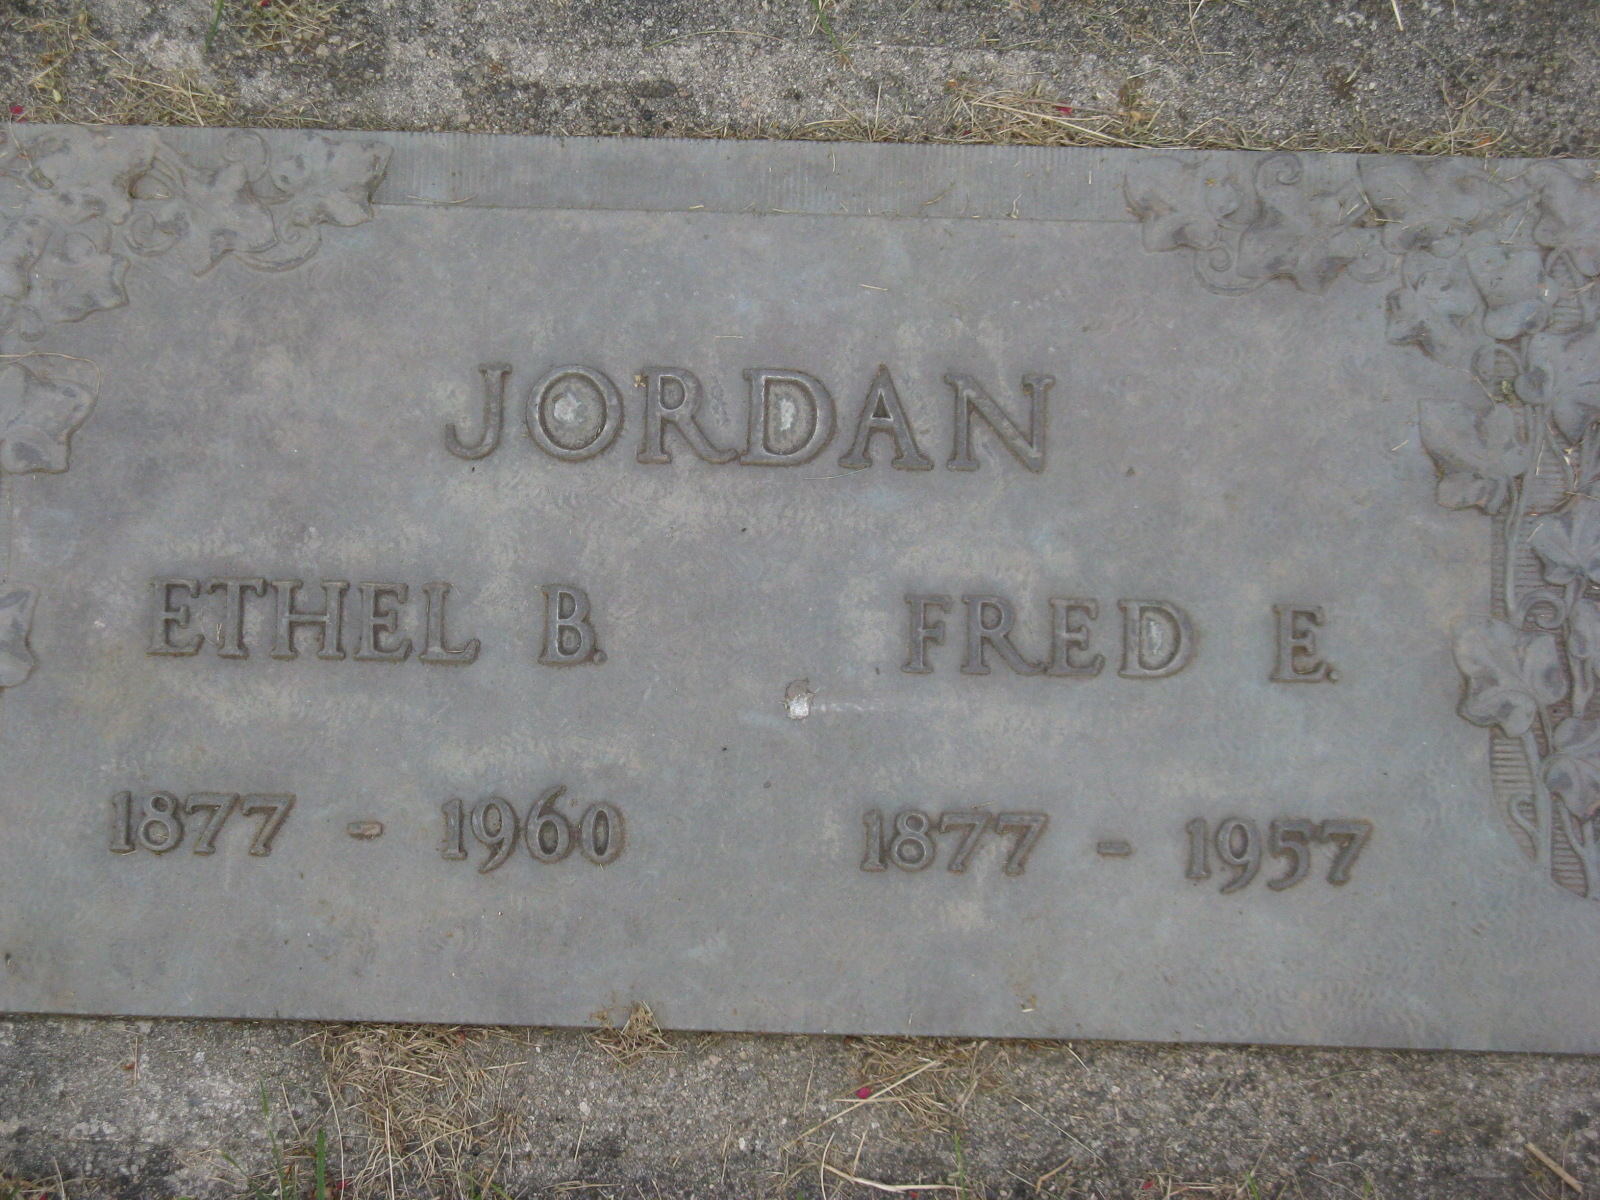 JORDAN
ETHEL B. FRED E.
1877 - 1960 1877 - 1957